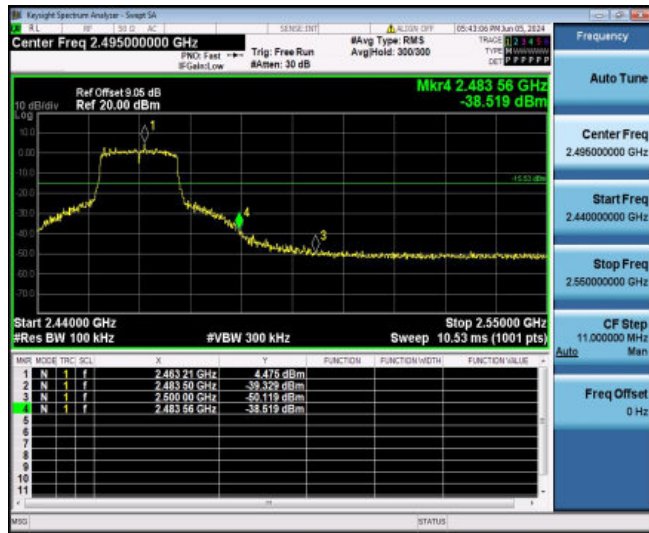 Keysight Spectrum Analyzer - Swept SA
RL RF 50 Ω AC SENSE:INT ALIGN OFF 05:43:06 PM Jun 05, 2024
Center Freq 2.495000000 GHz
PNO: Fast
IFGain:Low
Trig: Free Run
#Atten: 30 dB
#Avg Type: RMS
Avg|Hold: 300/300
TRACE 1 2 3 4 5 6
TYPE M W W W W W
DET P P P P P P
Frequency
Auto Tune
Center Freq
2.495000000 GHz
Start Freq
2.440000000 GHz
Stop Freq
2.550000000 GHz
CF Step
11.000000 MHz
Auto Man
Freq Offset
0 Hz
Ref Offset 9.05 dB
10 dB/div Ref 20.00 dBm
Mkr4 2.483 56 GHz
-38.519 dBm
Log
10.0
0.00
-10.0
-20.0
-30.0
-40.0
-50.0
-60.0
-70.0
1
4
3
-15.53 dBm
Start 2.44000 GHz Stop 2.55000 GHz
#Res BW 100 kHz #VBW 300 kHz Sweep 10.53 ms (1001 pts)
MKR MODE TRC SCL X Y FUNCTION FUNCTION WIDTH FUNCTION VALUE
1 N 1 f 2.463 21 GHz 4.475 dBm
2 N 1 f 2.483 50 GHz -39.329 dBm
3 N 1 f 2.500 00 GHz -50.119 dBm
4 N 1 f 2.483 56 GHz -38.519 dBm
5
6
7
8
9
10
11
MSG STATUS